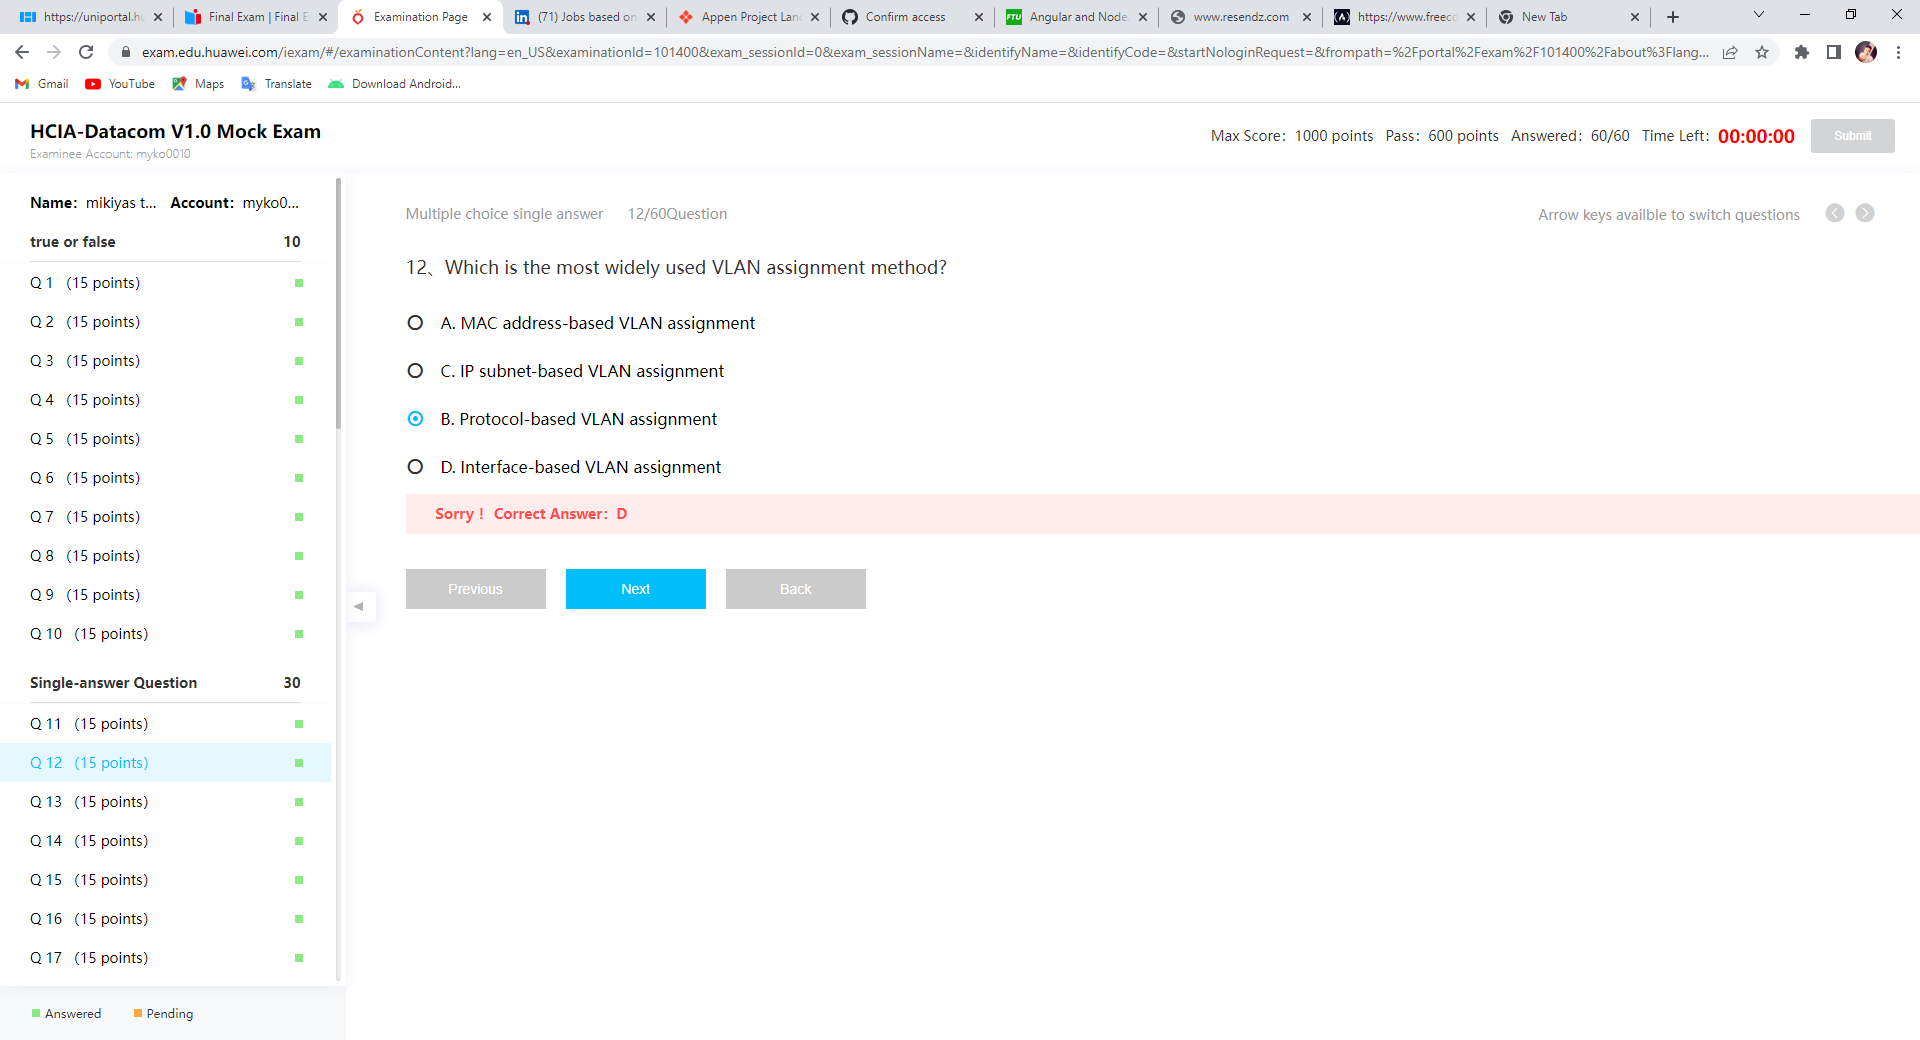 https://uniportal.hu
Final Exam | Final E
Examination Page
(71) Jobs based on
Appen Project Lan
Confirm access
Angular and Node.
www.resendz.com
https://www.freecc
New Tab
exam.edu.huawei.com/iexam/#/examinationContent?lang=en_US&examinationId=101400&exam_sessionId=0&exam_sessionName=&identifyName=&identifyCode=&startNologinRequest=&frompath=%2Fportal%2Fexam%2F101400%2Fabout%3Flang...
Gmail YouTube Maps Translate Download Android...
HCIA-Datacom V1.0 Mock Exam
Examinee Account: myko0010
Max Score: 1000 points Pass: 600 points Answered: 60/60 Time Left: 00:00:00 Submit
Name: mikiyas t... Account: myko0...
true or false 10
Q 1 (15 points)
Q 2 (15 points)
Q 3 (15 points)
Q 4 (15 points)
Q 5 (15 points)
Q 6 (15 points)
Q 7 (15 points)
Q 8 (15 points)
Q 9 (15 points)
Q 10 (15 points)
Single-answer Question 30
Q 11 (15 points)
Q 12 (15 points)
Q 13 (15 points)
Q 14 (15 points)
Q 15 (15 points)
Q 16 (15 points)
Q 17 (15 points)
Answered Pending
Multiple choice single answer 12/60Question
Arrow keys availble to switch questions
12、Which is the most widely used VLAN assignment method?
A. MAC address-based VLAN assignment
C. IP subnet-based VLAN assignment
B. Protocol-based VLAN assignment
D. Interface-based VLAN assignment
Sorry！ Correct Answer: D
Previous Next Back